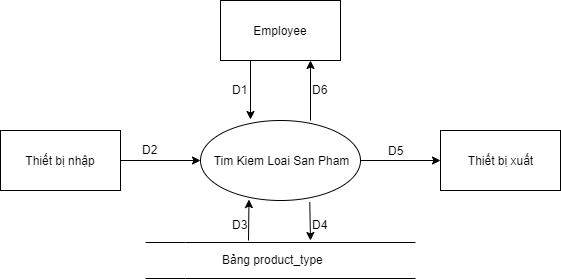 Employee
D1
D6
Thiết bị nhập
D2
Tim Kiem Loai San Pham
D5
Thiết bị xuất
D3
D4
Bảng product_type